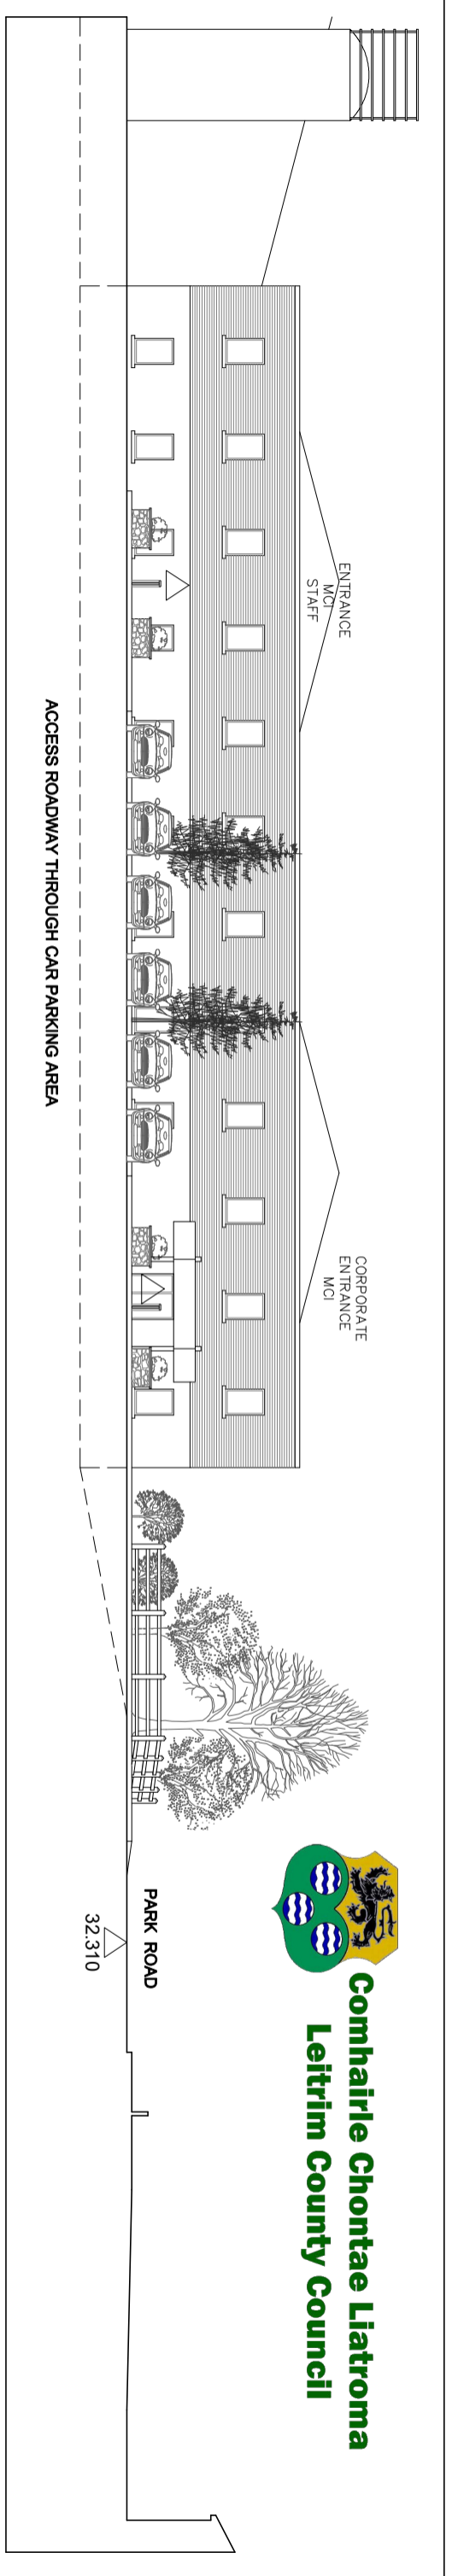 ENTRANCE
MCI
STAFF
CORPORATE
ENTRANCE
MCI
Comhairle Chontae Liatroma
Leitrim County Council
PARK ROAD
32.310
ACCESS ROADWAY THROUGH CAR PARKING AREA